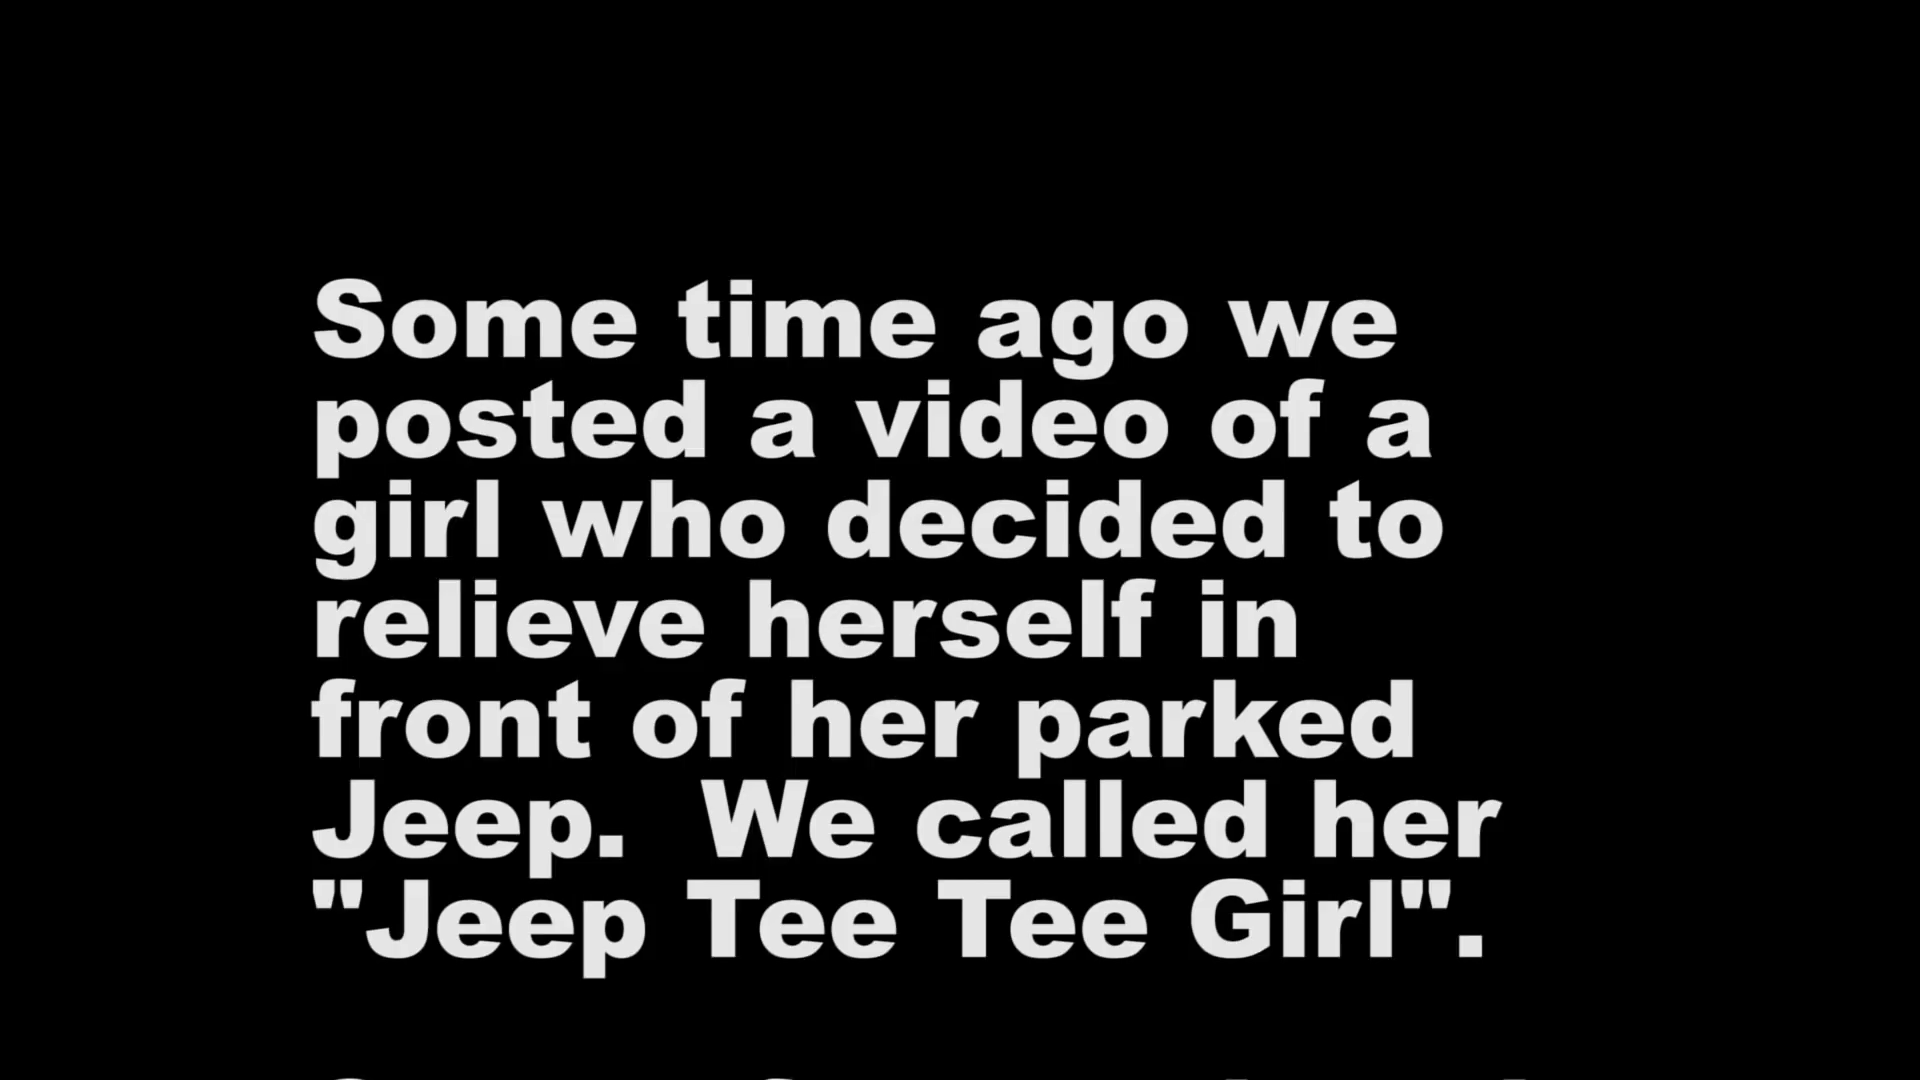 Some time ago we
posted a video of a
girl who decided to
relieve herself in
front of her parked
Jeep.  We called her
"Jeep Tee Tee Girl".